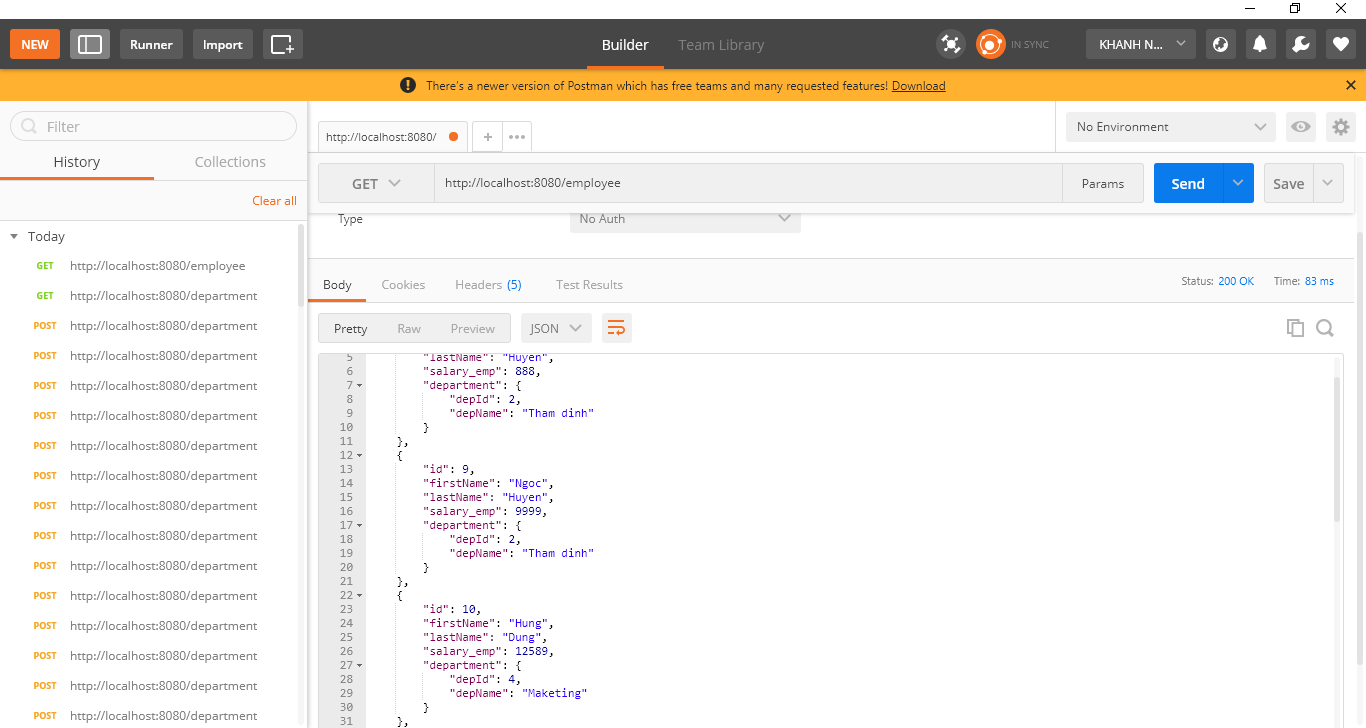 NEW
Runner
Import
Builder
Team Library
IN SYNC
KHANH N...
There's a newer version of Postman which has free teams and many requested features! Download
Filter
History
Collections
Clear all
Today
GET http://localhost:8080/employee
GET http://localhost:8080/department
POST http://localhost:8080/department
POST http://localhost:8080/department
POST http://localhost:8080/department
POST http://localhost:8080/department
POST http://localhost:8080/department
POST http://localhost:8080/department
POST http://localhost:8080/department
POST http://localhost:8080/department
POST http://localhost:8080/department
POST http://localhost:8080/department
POST http://localhost:8080/department
POST http://localhost:8080/department
POST http://localhost:8080/department
POST http://localhost:8080/department
http://localhost:8080/
No Environment
GET
http://localhost:8080/employee
Params
Send
Save
Type
No Auth
Body
Cookies
Headers (5)
Test Results
Status: 200 OK
Time: 83 ms
Pretty
Raw
Preview
JSON
5 "lastName": "Huyen",
6 "salary_emp": 888,
7 "department": {
8 "depId": 2,
9 "depName": "Tham dinh"
10 }
11 },
12 {
13 "id": 9,
14 "firstName": "Ngoc",
15 "lastName": "Huyen",
16 "salary_emp": 9999,
17 "department": {
18 "depId": 2,
19 "depName": "Tham dinh"
20 }
21 },
22 {
23 "id": 10,
24 "firstName": "Hung",
25 "lastName": "Dung",
26 "salary_emp": 12589,
27 "department": {
28 "depId": 4,
29 "depName": "Maketing"
30 }
31 },